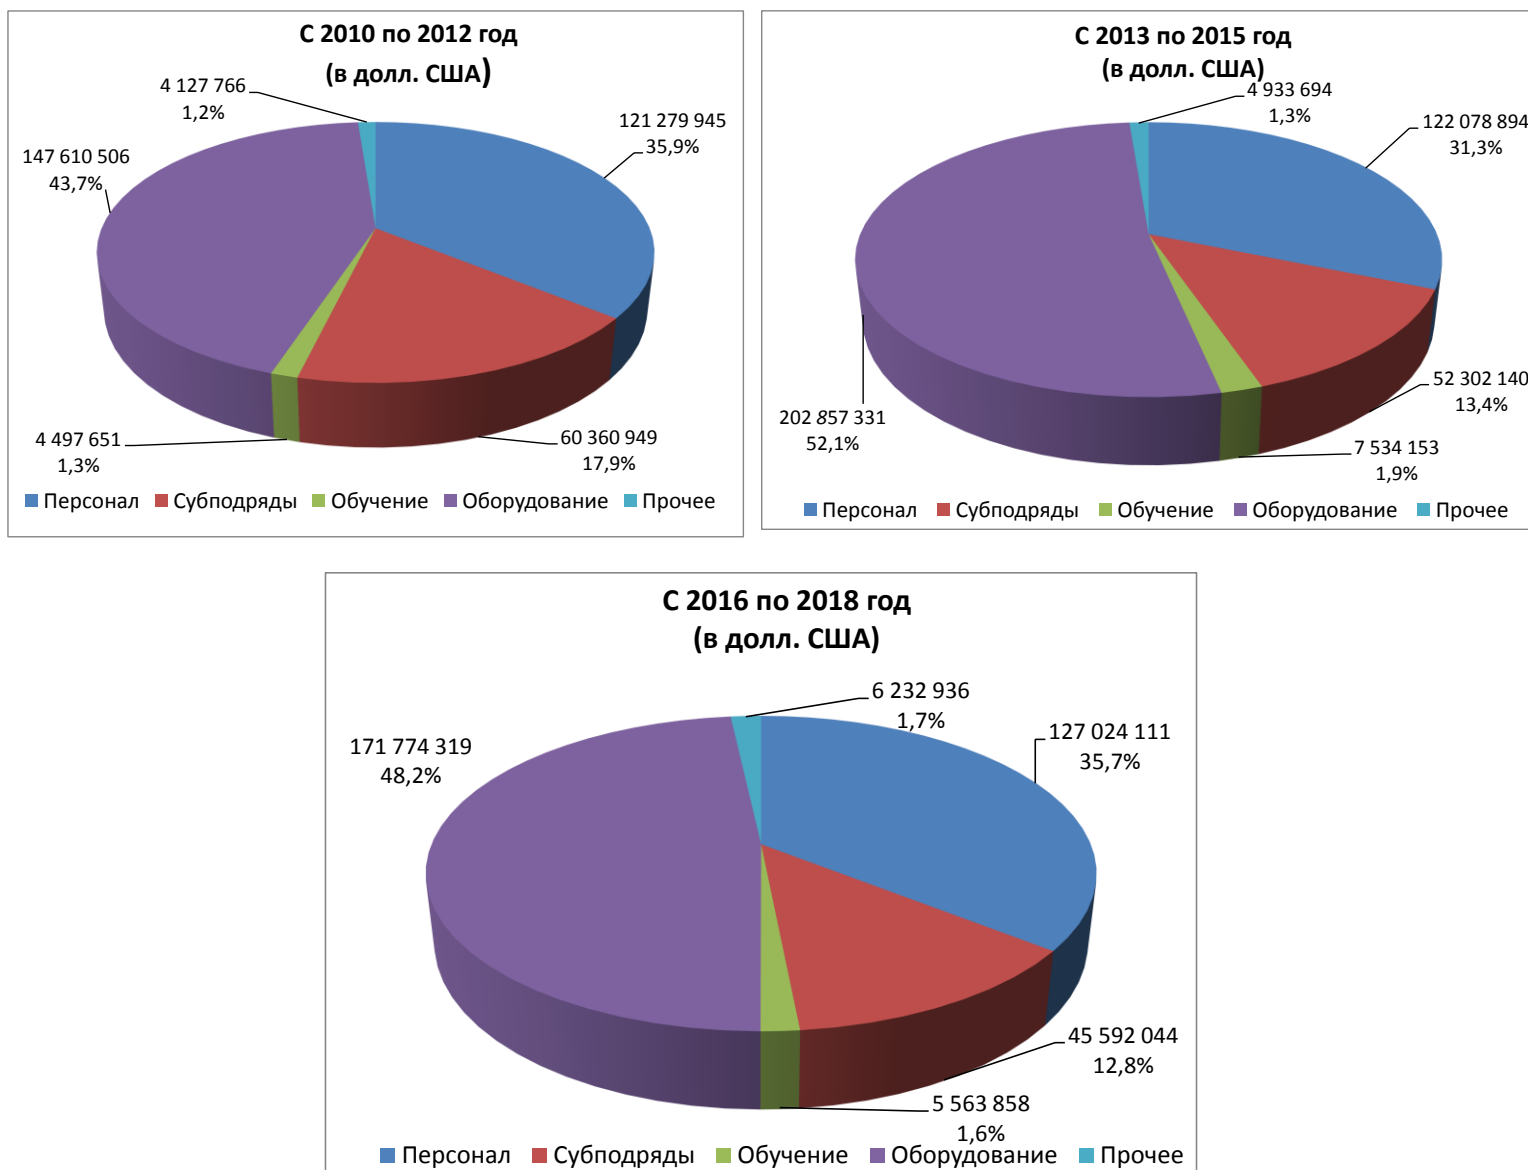 С 2010 по 2012 год
(в долл. США)
4 127 766
1,2%
121 279 945
35,9%
147 610 506
43,7%
4 497 651
1,3%
60 360 949
17,9%
Персонал Субподряды Обучение Оборудование Прочее
С 2013 по 2015 год
(в долл. США)
4 933 694
1,3%
122 078 894
31,3%
52 302 140
13,4%
202 857 331
52,1%
7 534 153
1,9%
Персонал Субподряды Обучение Оборудование Прочее
С 2016 по 2018 год
(в долл. США)
6 232 936
1,7%
127 024 111
35,7%
171 774 319
48,2%
45 592 044
12,8%
5 563 858
1,6%
Персонал Субподряды Обучение Оборудование Прочее